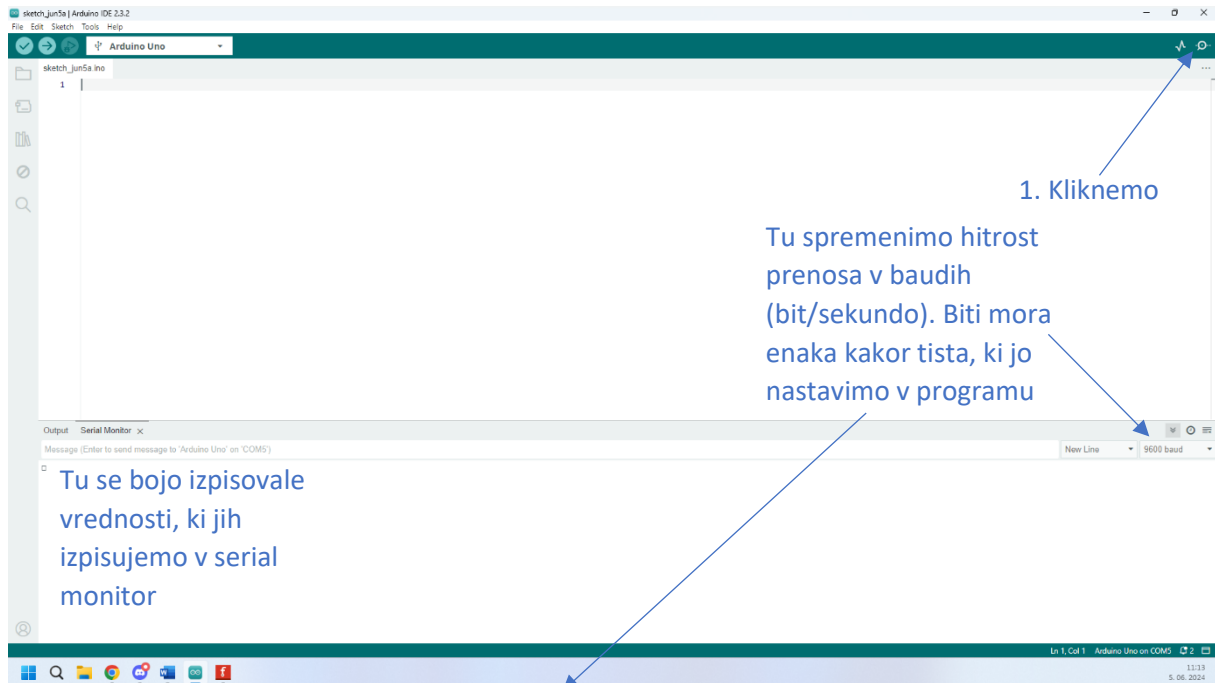 sketch_jun5a | Arduino IDE 2.3.2
File Edit Sketch Tools Help
Arduino Uno
sketch_jun5a.ino
...
1
1. Kliknemo
Tu spremenimo hitrost
prenosa v baudih
(bit/sekundo). Biti mora
enaka kakor tista, ki jo
nastavimo v programu
Output Serial Monitor x
Message (Enter to send message to 'Arduino Uno' on 'COM5')
New Line 9600 baud
Tu se bojo izpisovale
vrednosti, ki jih
izpisujemo v serial
monitor
Ln 1, Col 1 Arduino Uno on COM5 2
11:13
5. 06. 2024